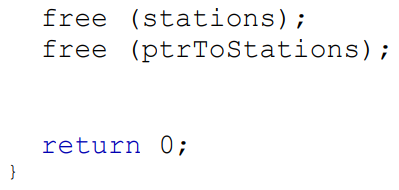 free (stations);
free (ptrToStations);
return 0;
}